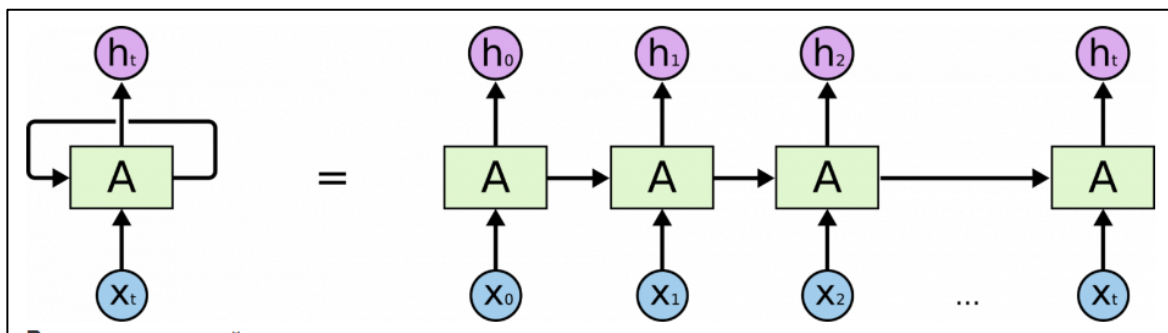 ht h0 h1 h2 ht
A = A A A A
xt x0 x1 x2 ... xt